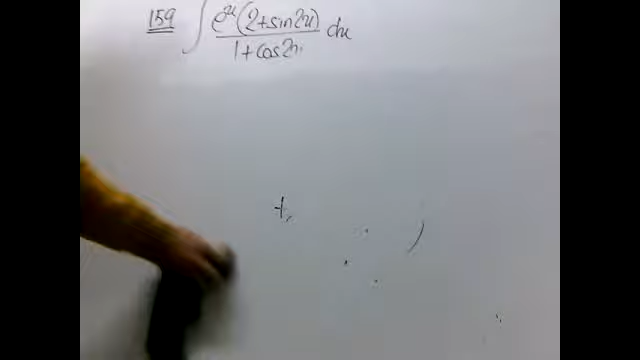 159 ∫ e^x (2+sin2x) / 1+cos2x dx